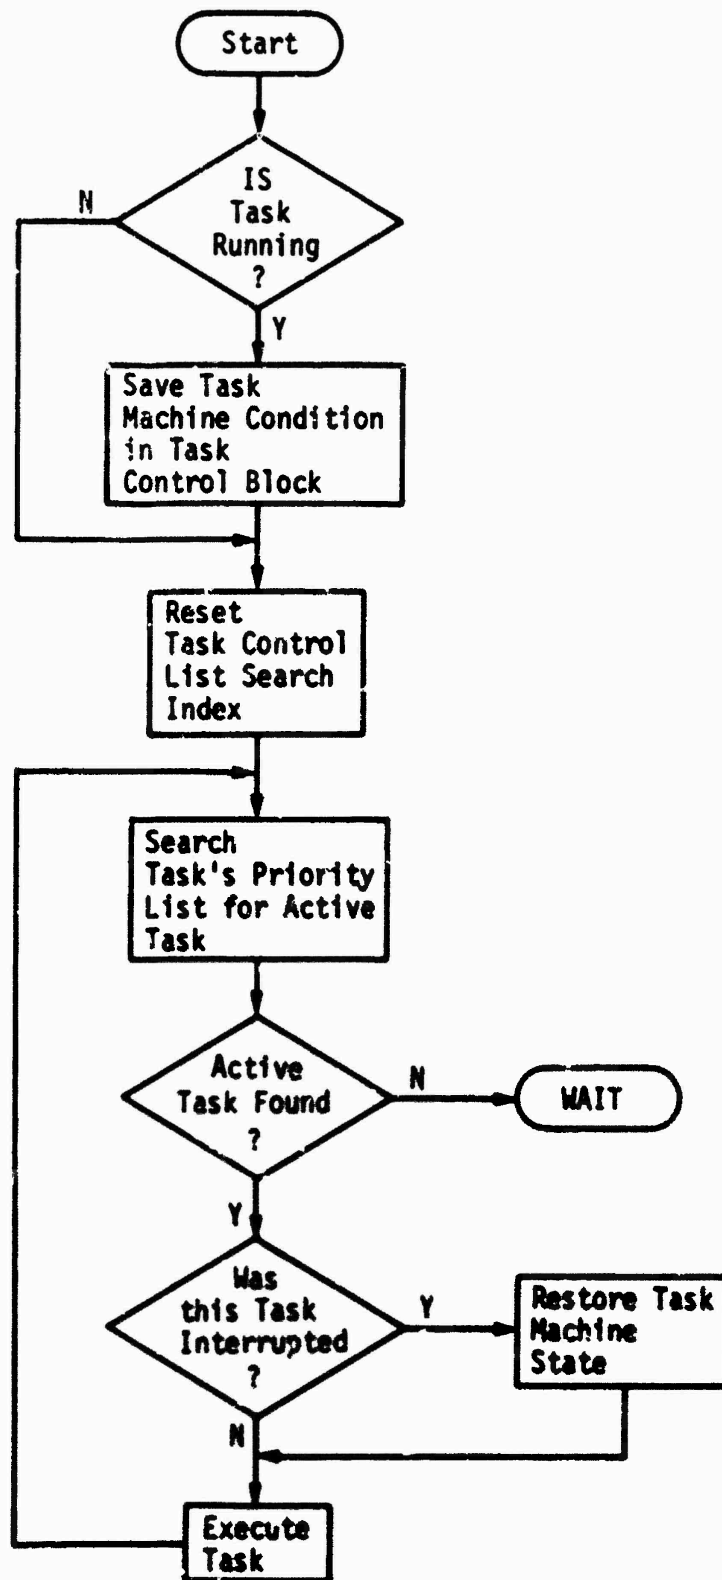 Start
IS
Task
Running
?
N
Y
Save Task
Machine Condition
in Task
Control Block
Reset
Task Control
List Search
Index
Search
Task's Priority
List for Active
Task
Active
Task Found
?
N
WAIT
Y
Was
this Task
Interrupted
?
Y
Restore Task
Machine
State
N
Execute
Task